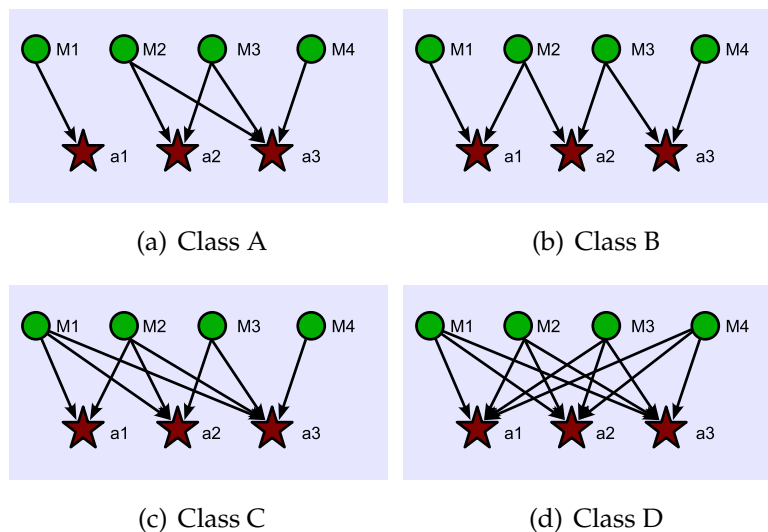 M1 M2 M3 M4
a1 a2 a3
(a) Class A
M1 M2 M3 M4
a1 a2 a3
(b) Class B
M1 M2 M3 M4
a1 a2 a3
(c) Class C
M1 M2 M3 M4
a1 a2 a3
(d) Class D